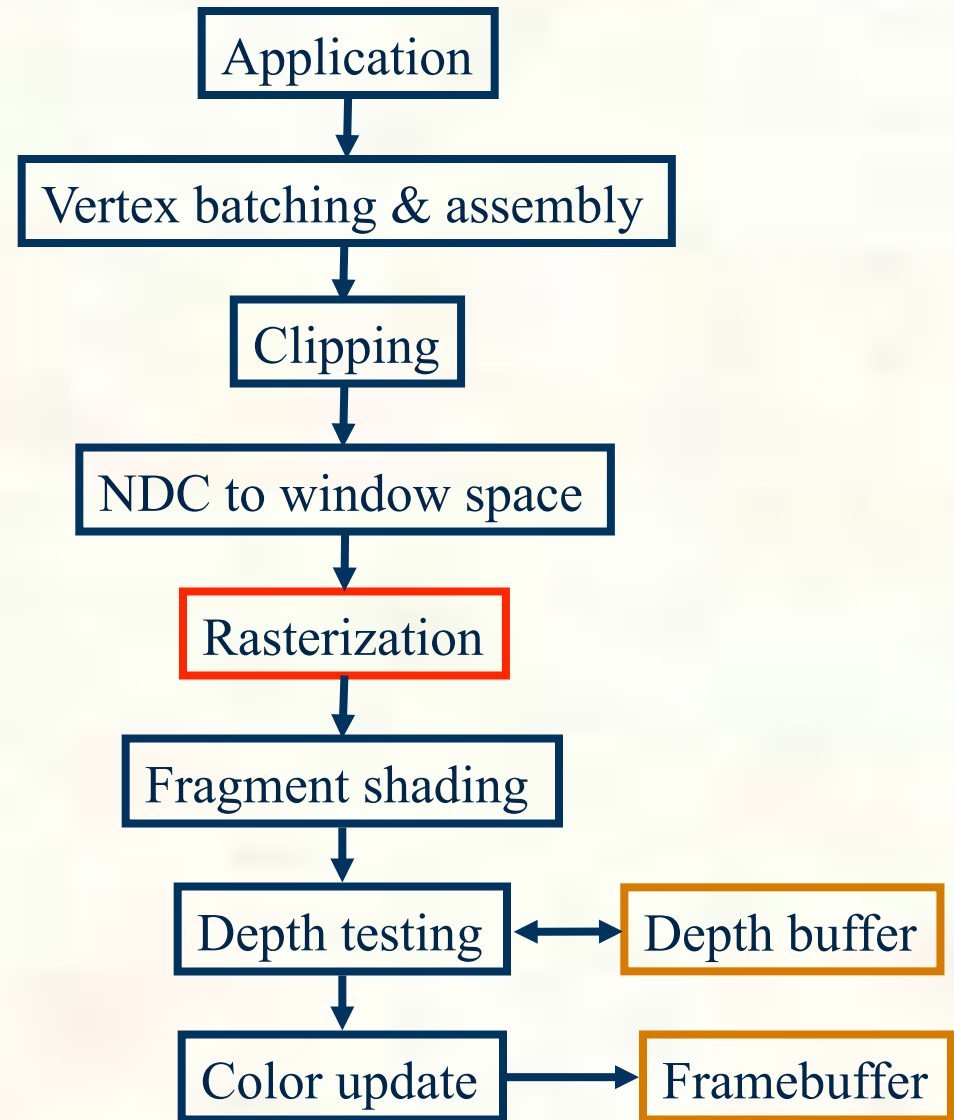 Application
Vertex batching & assembly
Clipping
NDC to window space
Rasterization
Fragment shading
Depth testing
Depth buffer
Color update
Framebuffer